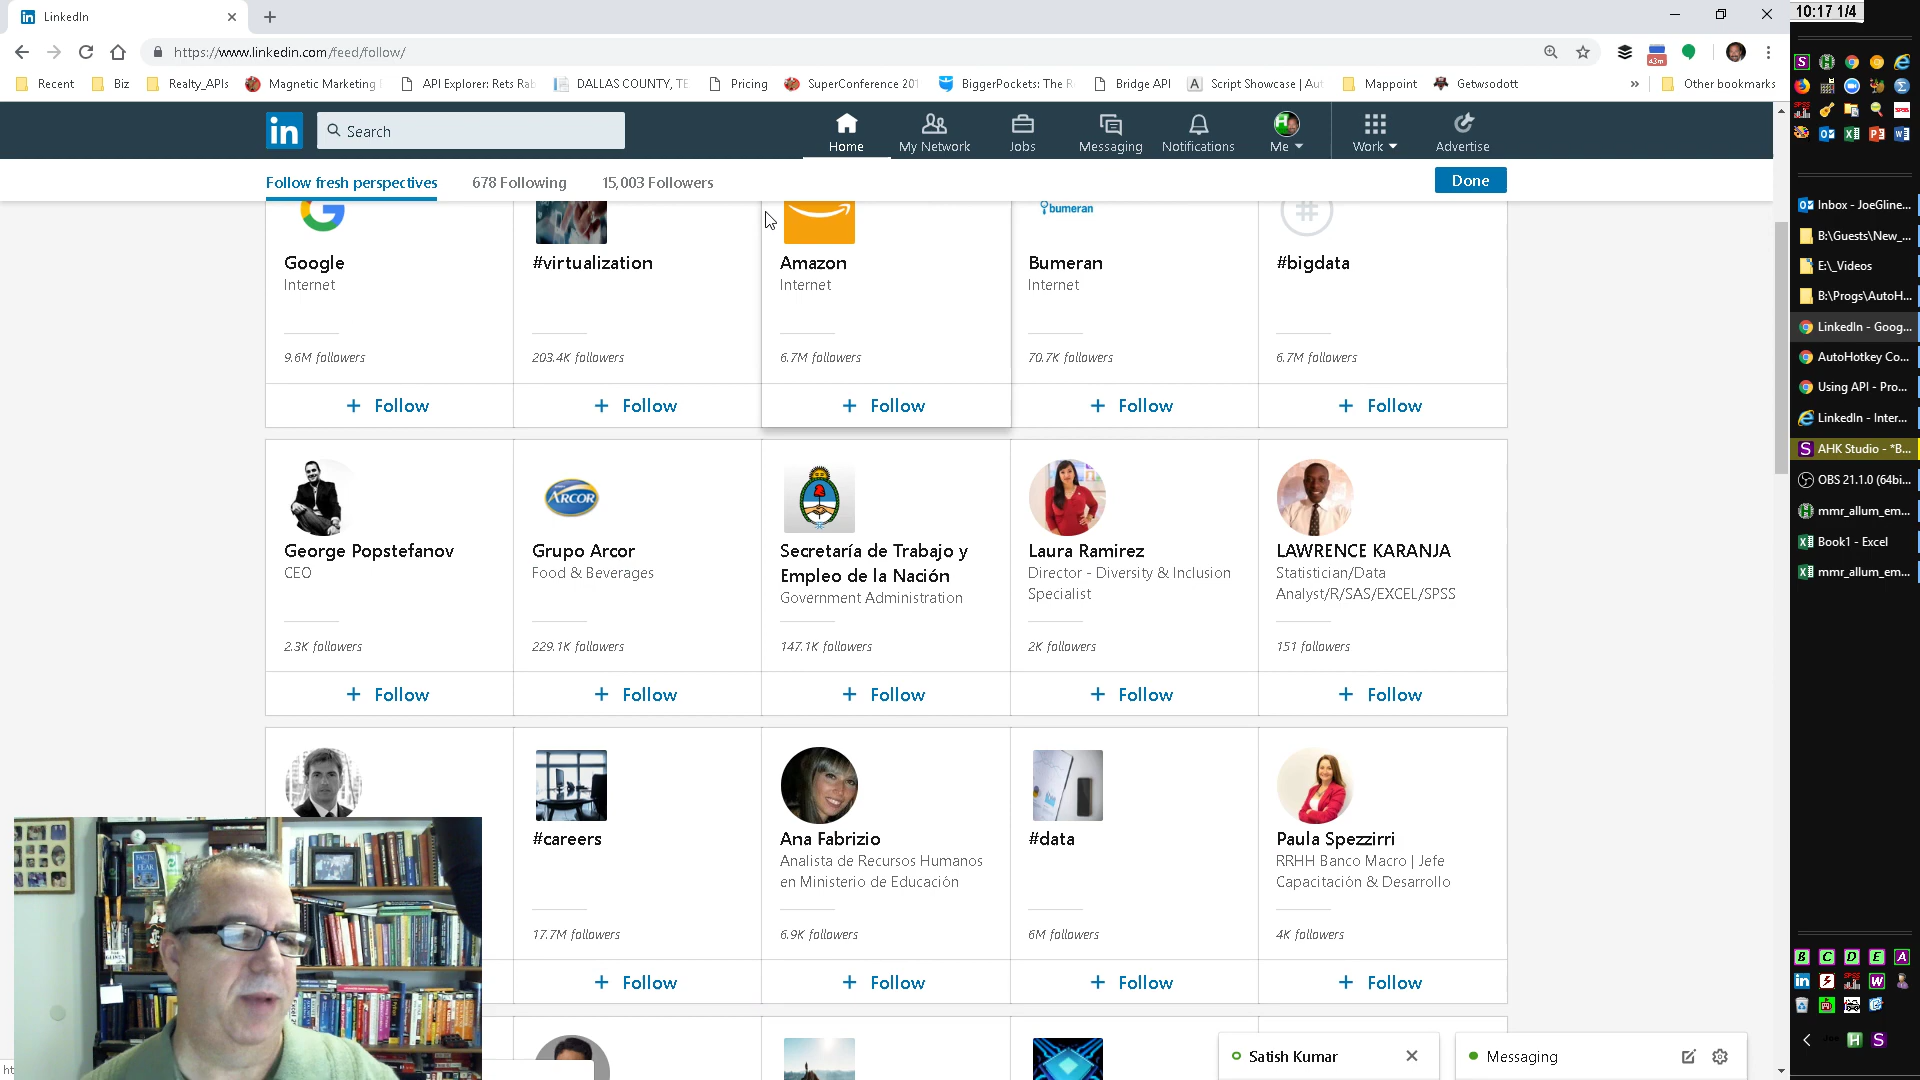 LinkedIn
10:17 1/4
https://www.linkedin.com/feed/follow/
43m
Recent
Biz
Realty_APIs
Magnetic Marketing
API Explorer: Rets Rab
DALLAS COUNTY, TE
Pricing
SuperConference 201
BiggerPockets: The R
Bridge API
Script Showcase | Aut
Mappoint
Getwsodott
»
Other bookmarks
in
Search
Home
My Network
Jobs
Messaging
Notifications
Me
Work
Advertise
Follow fresh perspectives
678 Following
15,003 Followers
Done
bumeran
#
Google
Internet
9.6M followers
+ Follow
#virtualization
203.4K followers
+ Follow
Amazon
Internet
6.7M followers
+ Follow
Bumeran
Internet
70.7K followers
+ Follow
#bigdata
6.7M followers
+ Follow
George Popstefanov
CEO
2.3K followers
+ Follow
ARCOR
Grupo Arcor
Food & Beverages
229.1K followers
+ Follow
Secretaría de Trabajo y
Empleo de la Nación
Government Administration
147.1K followers
+ Follow
Laura Ramirez
Director - Diversity & Inclusion
Specialist
2K followers
+ Follow
LAWRENCE KARANJA
Statistician/Data
Analyst/R/SAS/EXCEL/SPSS
151 followers
+ Follow
#careers
17.7M followers
+ Follow
Ana Fabrizio
Analista de Recursos Humanos
en Ministerio de Educación
6.9K followers
+ Follow
#data
6M followers
+ Follow
Paula Spezzirri
RRHH Banco Macro | Jefe
Capacitación & Desarrollo
4K followers
+ Follow
Satish Kumar
Messaging
Inbox - JoeGline...
B:\Guests\New_...
E:\_Videos
B:\Progs\AutoH...
LinkedIn - Goog...
AutoHotkey Co...
Using API - Pro...
LinkedIn - Inter...
AHK Studio - *B...
OBS 21.1.0 (64bi...
mmr_allum_em...
Book1 - Excel
mmr_allum_em...
B C D E A